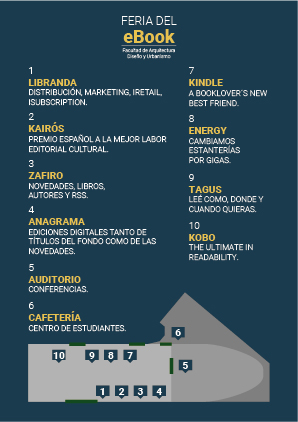 FERIA DEL
eBook
Facultad de Arquitectura
Diseño y Urbanismo
1
LIBRANDA
DISTRIBUCIÓN, MARKETING, IRETAIL,
ISUBSCRIPTION.
2
KAIRÓS
PREMIO ESPAÑOL A LA MEJOR LABOR
EDITORIAL CULTURAL.
3
ZAFIRO
NOVEDADES, LIBROS,
AUTORES Y RSS.
4
ANAGRAMA
EDICIONES DIGITALES TANTO DE
TÍTULOS DEL FONDO COMO DE LAS
NOVEDADES.
5
AUDITORIO
CONFERENCIAS.
6
CAFETERÍA
CENTRO DE ESTUDIANTES.
7
KINDLE
A BOOKLOVER´S NEW
BEST FRIEND.
8
ENERGY
CAMBIAMOS
ESTANTERÍAS
POR GIGAS.
9
TAGUS
LEÉ COMO, DONDE Y
CUANDO QUIERAS.
10
KOBO
THE ULTIMATE IN
READABILITY.
6
10 9 8 7
5
1 2 3 4